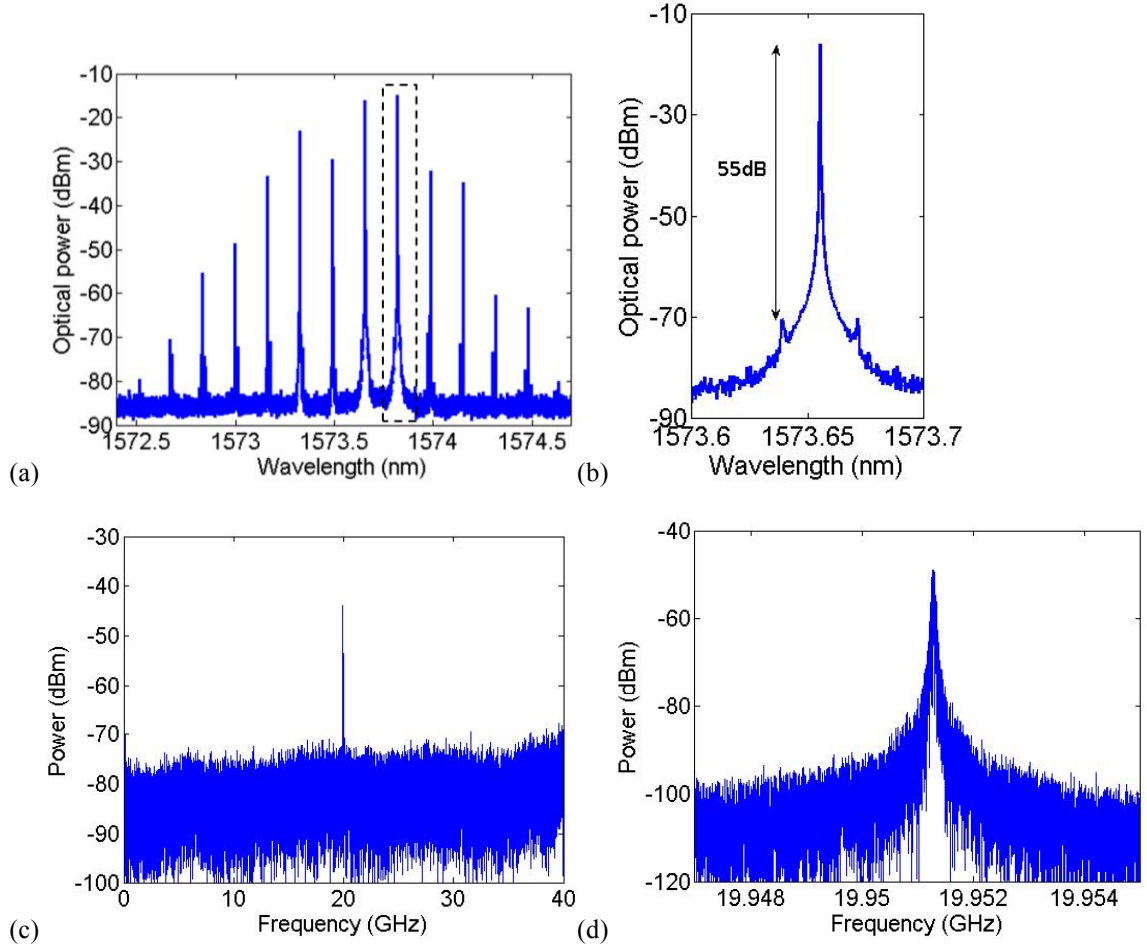 -10
-20
-30
-40
-50
-60
-70
-80
-90
1572.5 1573 1573.5 1574 1574.5
Optical power (dBm)
Wavelength (nm)
(a)
-10
-30
-50
-70
-90
55dB
1573.6 1573.65 1573.7
Optical power (dBm)
Wavelength (nm)
(b)
-30
-40
-50
-60
-70
-80
-90
-100
0 10 20 30 40
Power (dBm)
Frequency (GHz)
(c)
-40
-60
-80
-100
-120
19.948 19.95 19.952 19.954
Power (dBm)
Frequency (GHz)
(d)